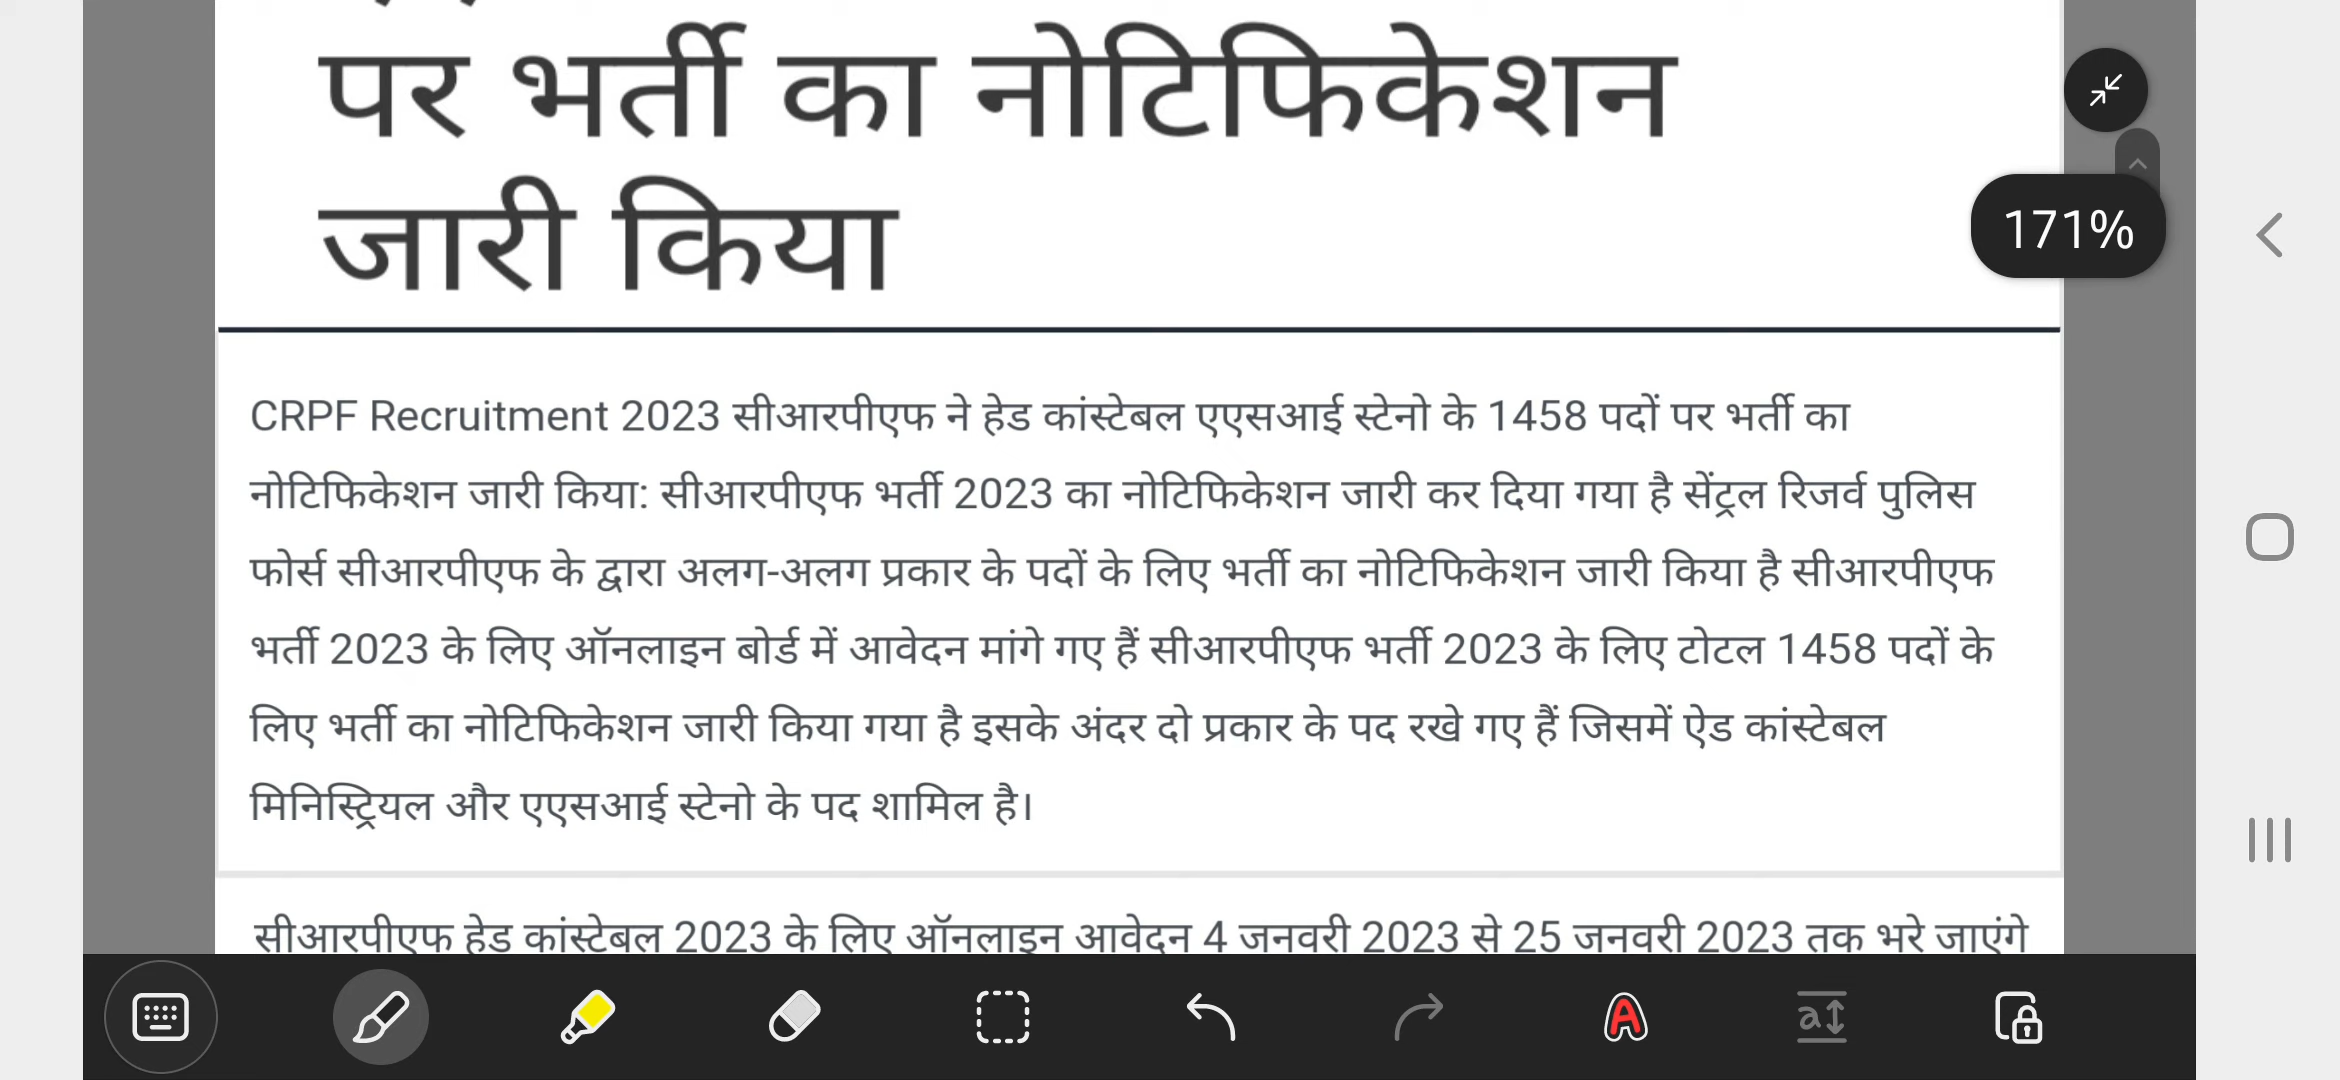 पर भर्ती का नोटिफिकेशन
जारी किया
171%
CRPF Recruitment 2023 सीआरपीएफ ने हेड कांस्टेबल एएसआई स्टेनो के 1458 पदों पर भर्ती का
नोटिफिकेशन जारी किया: सीआरपीएफ भर्ती 2023 का नोटिफिकेशन जारी कर दिया गया है सेंट्रल रिजर्व पुलिस
फोर्स सीआरपीएफ के द्वारा अलग-अलग प्रकार के पदों के लिए भर्ती का नोटिफिकेशन जारी किया है सीआरपीएफ
भर्ती 2023 के लिए ऑनलाइन बोर्ड में आवेदन मांगे गए हैं सीआरपीएफ भर्ती 2023 के लिए टोटल 1458 पदों के
लिए भर्ती का नोटिफिकेशन जारी किया गया है इसके अंदर दो प्रकार के पद रखे गए हैं जिसमें ऐड कांस्टेबल
मिनिस्ट्रियल और एएसआई स्टेनो के पद शामिल है।
सीआरपीएफ हेड कांस्टेबल 2023 के लिए ऑनलाइन आवेदन 4 जनवरी 2023 से 25 जनवरी 2023 तक भरे जाएंगे
A
a